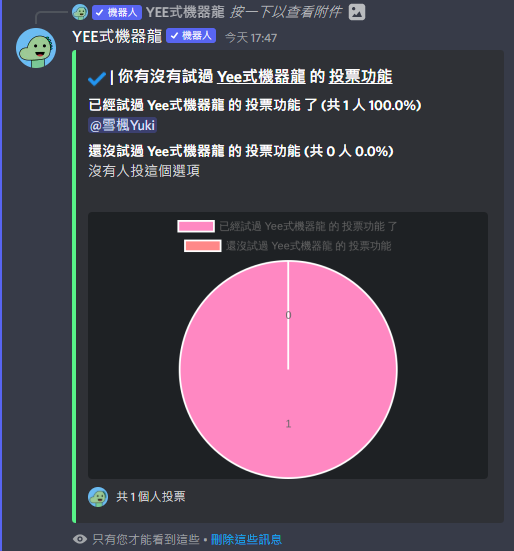 機器人 YEE式機器龍 按一下以查看附件
YEE式機器龍 機器人 今天17:47
| 你有沒有試過 Yee式機器龍 的 投票功能
已經試過 Yee式機器龍 的 投票功能 了 (共 1 人 100.0%)
@雪楓Yuki
還沒試過 Yee式機器龍 的 投票功能 (共 0 人 0.0%)
沒有人投這個選項
已經試過 Yee式機器龍 的 投票功能 了
還沒試過 Yee式機器龍 的 投票功能
0
1
共 1 個人投票
只有您才能看到這些 • 刪除這些訊息